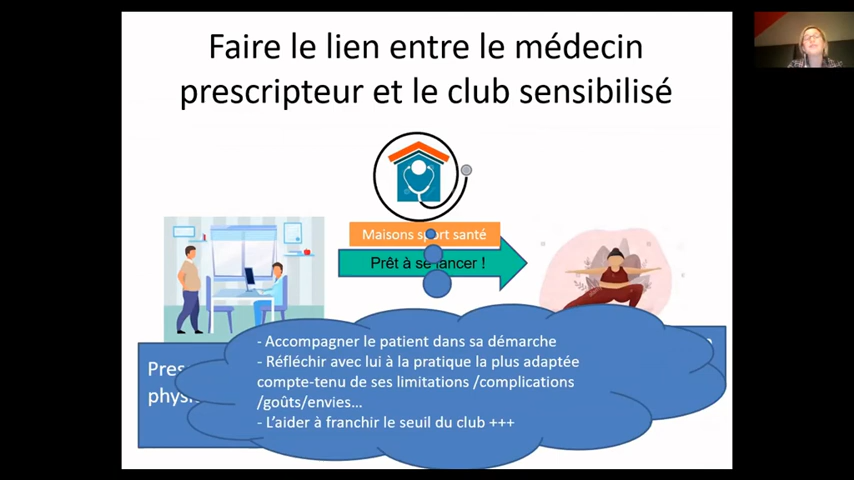 Faire le lien entre le médecin
prescripteur et le club sensibilisé
Maisons sport santé
Prêt à se lancer !
- Accompagner le patient dans sa démarche
- Réfléchir avec lui à la pratique la plus adaptée
compte-tenu de ses limitations /complications
/goûts/envies...
- L'aider à franchir le seuil du club +++